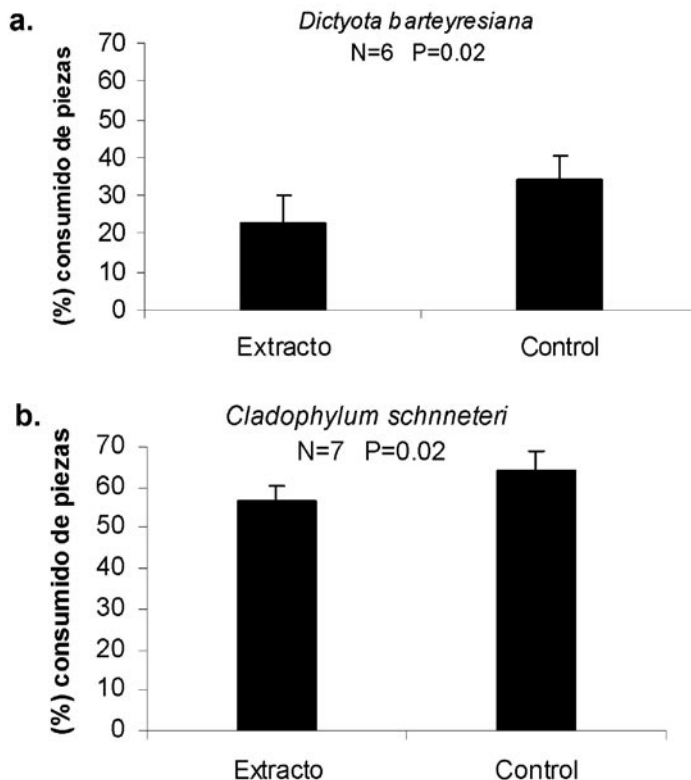 a.
Dictyota barteyresiana
N=6 P=0.02
(%) consumido de piezas
70
60
50
40
30
20
10
0
Extracto Control
b.
Cladophylum schnneteri
N=7 P=0.02
(%) consumido de piezas
70
60
50
40
30
20
10
0
Extracto Control